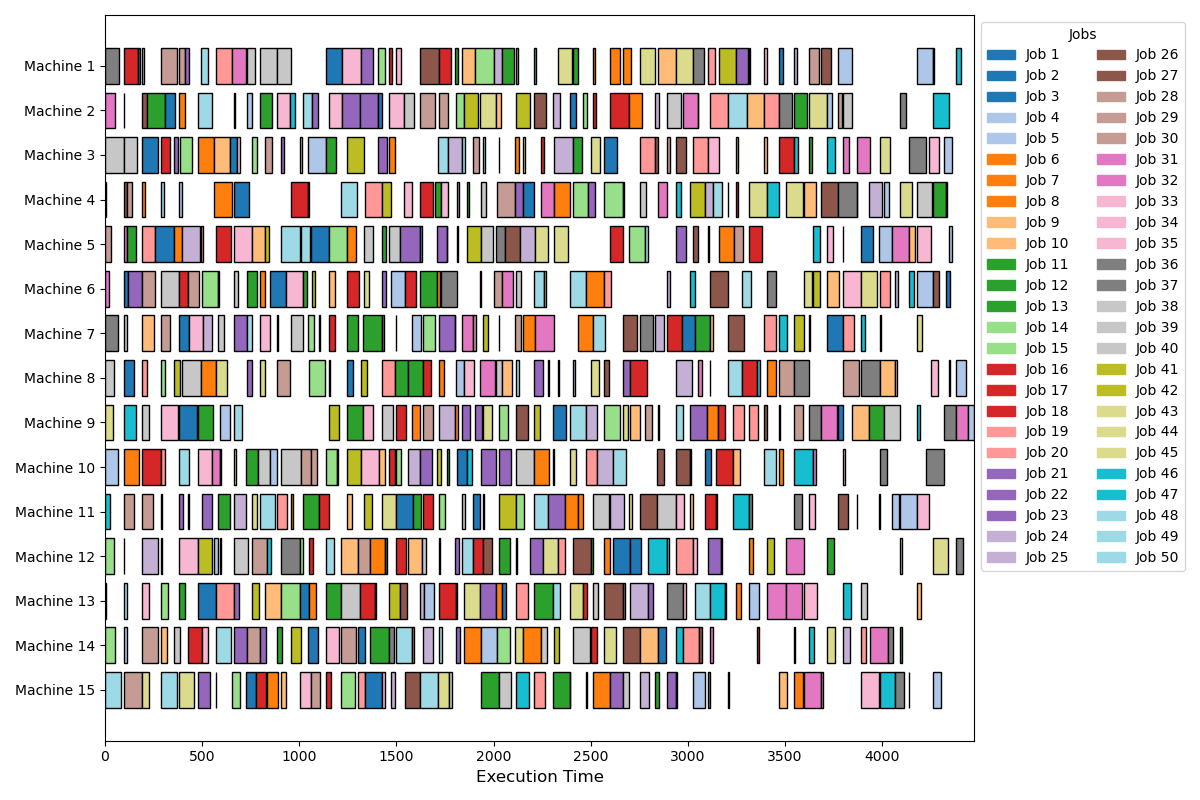 Machine 1
Machine 2
Machine 3
Machine 4
Machine 5
Machine 6
Machine 7
Machine 8
Machine 9
Machine 10
Machine 11
Machine 12
Machine 13
Machine 14
Machine 15
0 500 1000 1500 2000 2500 3000 3500 4000
Execution Time
Jobs
Job 1 Job 26
Job 2 Job 27
Job 3 Job 28
Job 4 Job 29
Job 5 Job 30
Job 6 Job 31
Job 7 Job 32
Job 8 Job 33
Job 9 Job 34
Job 10 Job 35
Job 11 Job 36
Job 12 Job 37
Job 13 Job 38
Job 14 Job 39
Job 15 Job 40
Job 16 Job 41
Job 17 Job 42
Job 18 Job 43
Job 19 Job 44
Job 20 Job 45
Job 21 Job 46
Job 22 Job 47
Job 23 Job 48
Job 24 Job 49
Job 25 Job 50